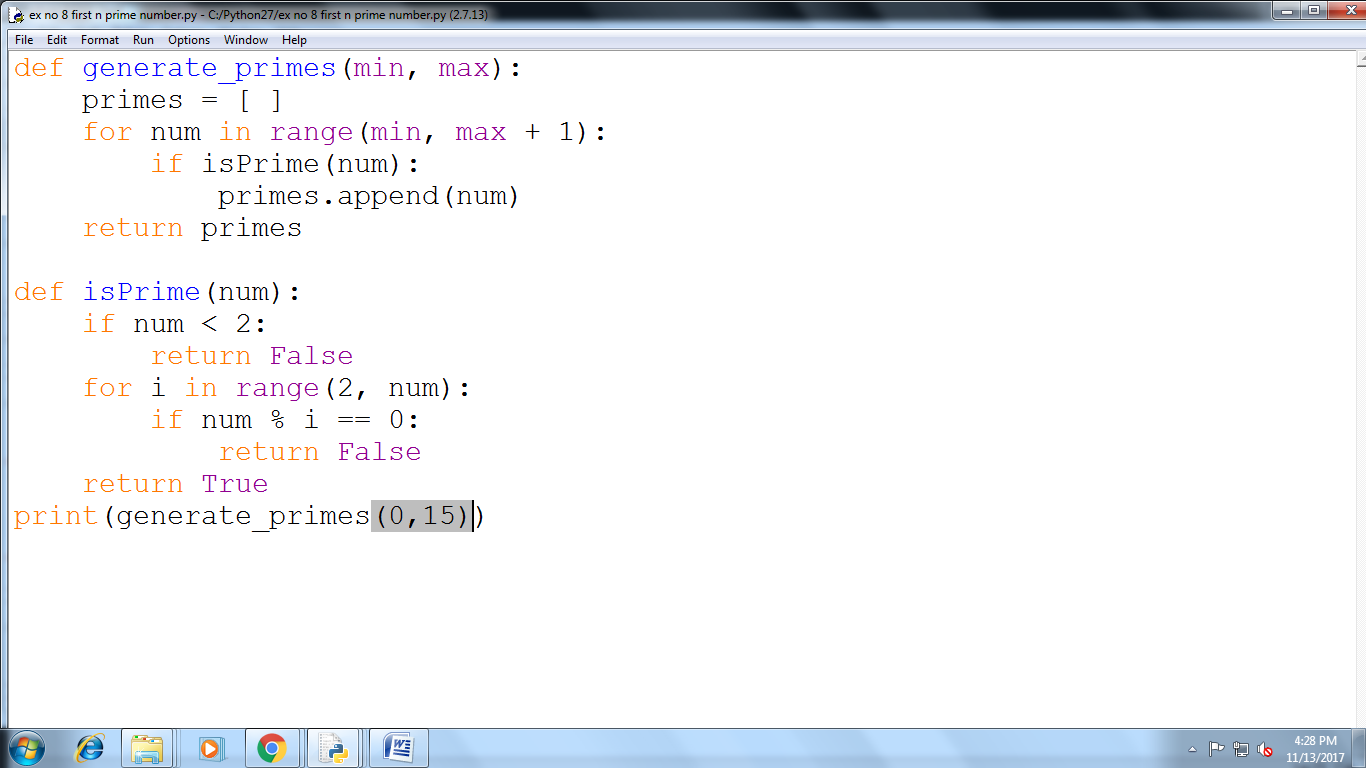 ex no 8 first n prime number.py - C:/Python27/ex no 8 first n prime number.py (2.7.13)
File Edit Format Run Options Window Help
def generate_primes(min, max):
    primes = [ ]
    for num in range(min, max + 1):
        if isPrime(num):
            primes.append(num)
    return primes

def isPrime(num):
    if num < 2:
        return False
    for i in range(2, num):
        if num % i == 0:
            return False
    return True
print(generate_primes(0,15))
4:28 PM
11/13/2017